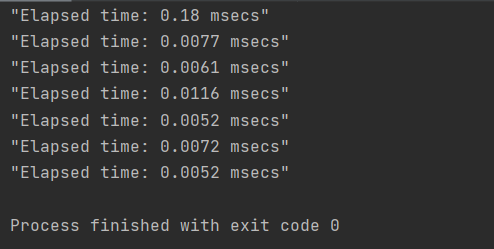 "Elapsed time: 0.18 msecs"
"Elapsed time: 0.0077 msecs"
"Elapsed time: 0.0061 msecs"
"Elapsed time: 0.0116 msecs"
"Elapsed time: 0.0052 msecs"
"Elapsed time: 0.0072 msecs"
"Elapsed time: 0.0052 msecs"
Process finished with exit code 0